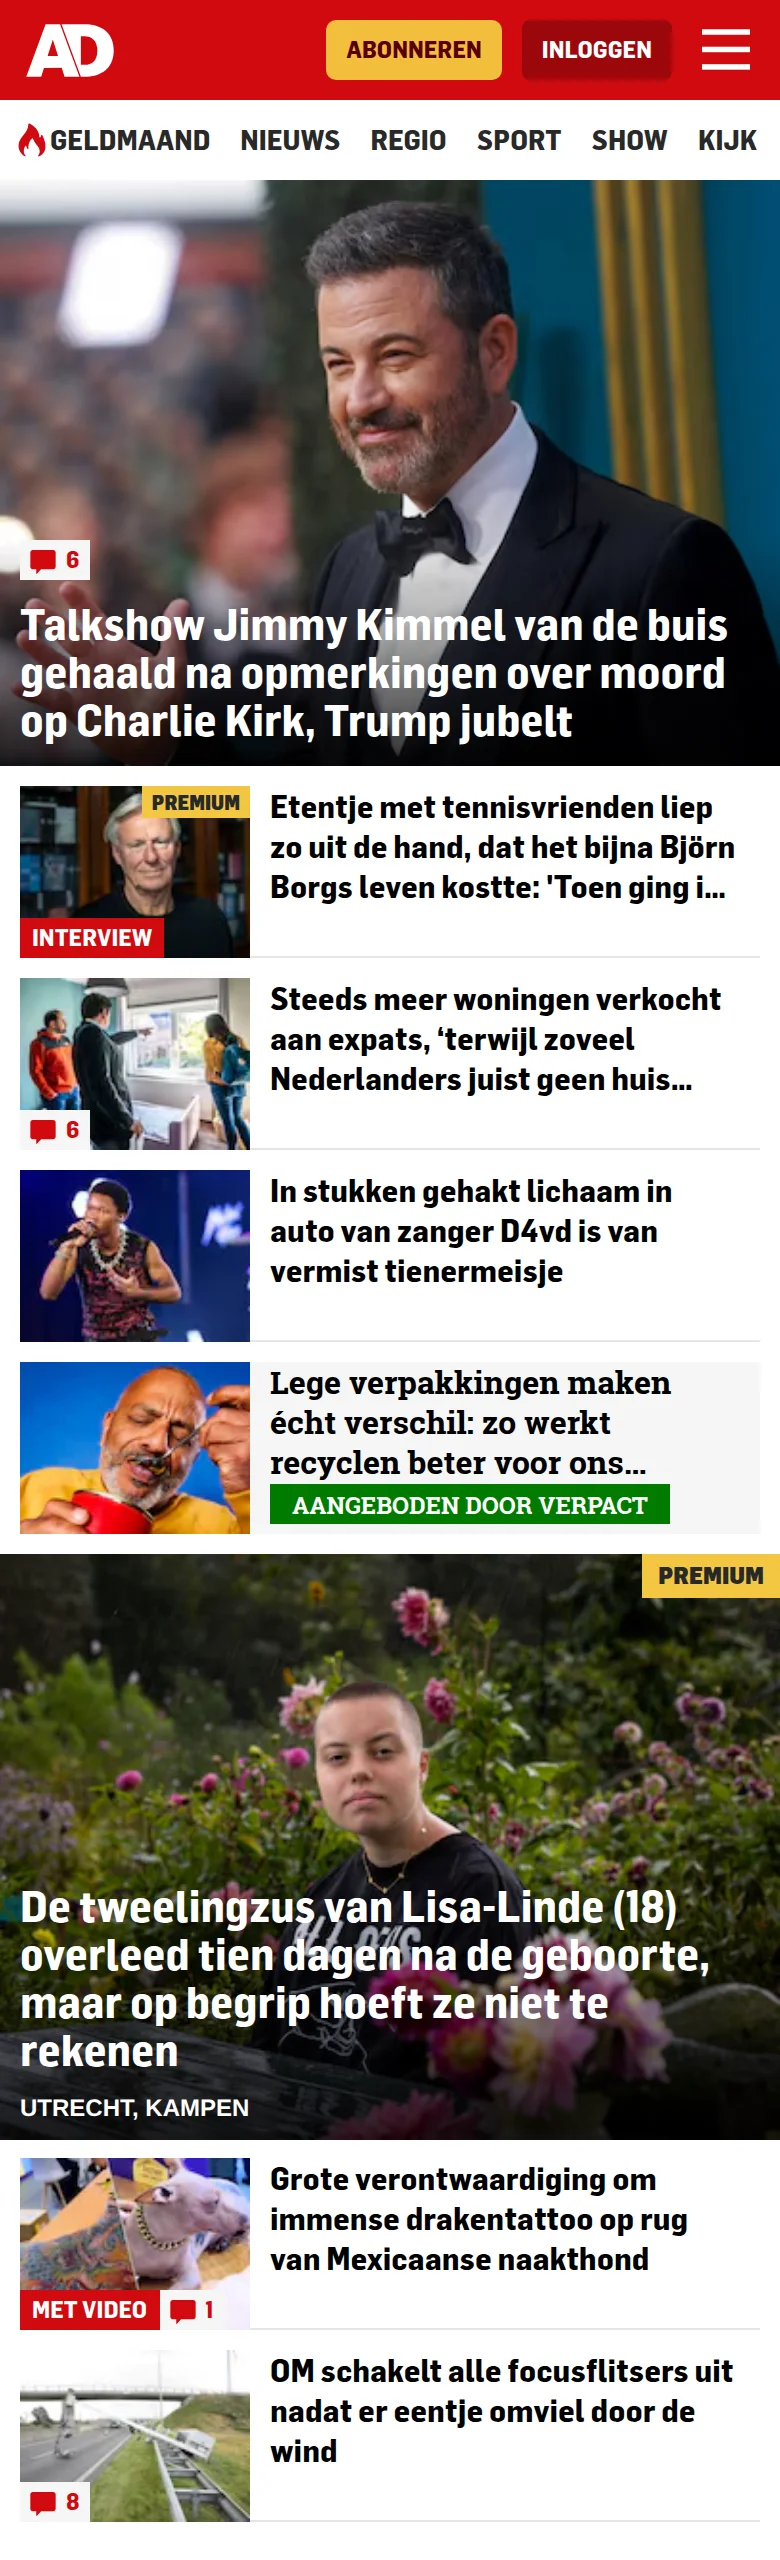 AD
ABONNEREN
INLOGGEN
GELDMAAND NIEUWS REGIO SPORT SHOW KIJK
6
Talkshow Jimmy Kimmel van de buis
gehaald na opmerkingen over moord
op Charlie Kirk, Trump jubelt
PREMIUM
INTERVIEW
Etentje met tennisvrienden liep
zo uit de hand, dat het bijna Björn
Borgs leven kostte: 'Toen ging i...
6
Steeds meer woningen verkocht
aan expats, ‘terwijl zoveel
Nederlanders juist geen huis...
In stukken gehakt lichaam in
auto van zanger D4vd is van
vermist tienermeisje
Lege verpakkingen maken
écht verschil: zo werkt
recyclen beter voor ons...
AANGEBODEN DOOR VERPACT
PREMIUM
De tweelingzus van Lisa-Linde (18)
overleed tien dagen na de geboorte,
maar op begrip hoeft ze niet te
rekenen
UTRECHT, KAMPEN
MET VIDEO
1
Grote verontwaardiging om
immense drakentattoo op rug
van Mexicaanse naakthond
8
OM schakelt alle focusflitsers uit
nadat er eentje omviel door de
wind